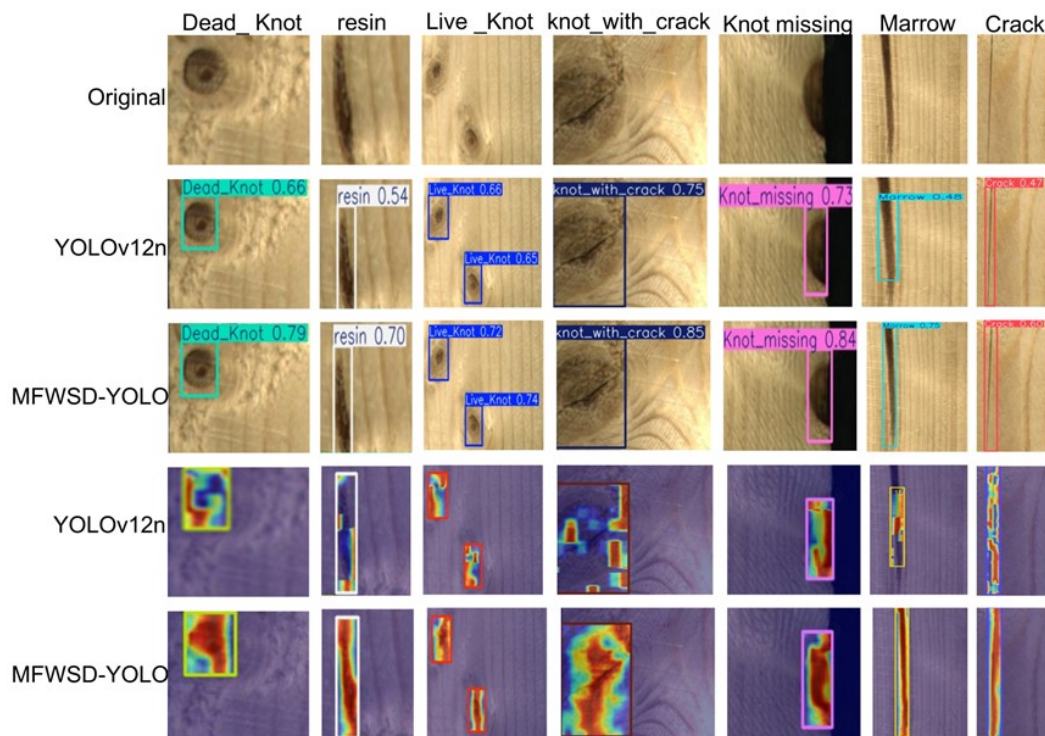 Dead_ Knot resin Live _Knot knot_with_crack Knot missing Marrow Crack
Original
YOLOv12n
Dead_Knot 0.66
resin 0.54
Live_Knot 0.66
Live_Knot 0.65
knot_with_crack 0.75
Knot_missing 0.73
Marrow 0.48
Crack 0.47
MFWSD-YOLO
Dead_Knot 0.79
resin 0.70
Live_Knot 0.72
Live_Knot 0.74
knot_with_crack 0.85
Knot_missing 0.84
Marrow 0.75
Crack 0.60
YOLOv12n
MFWSD-YOLO